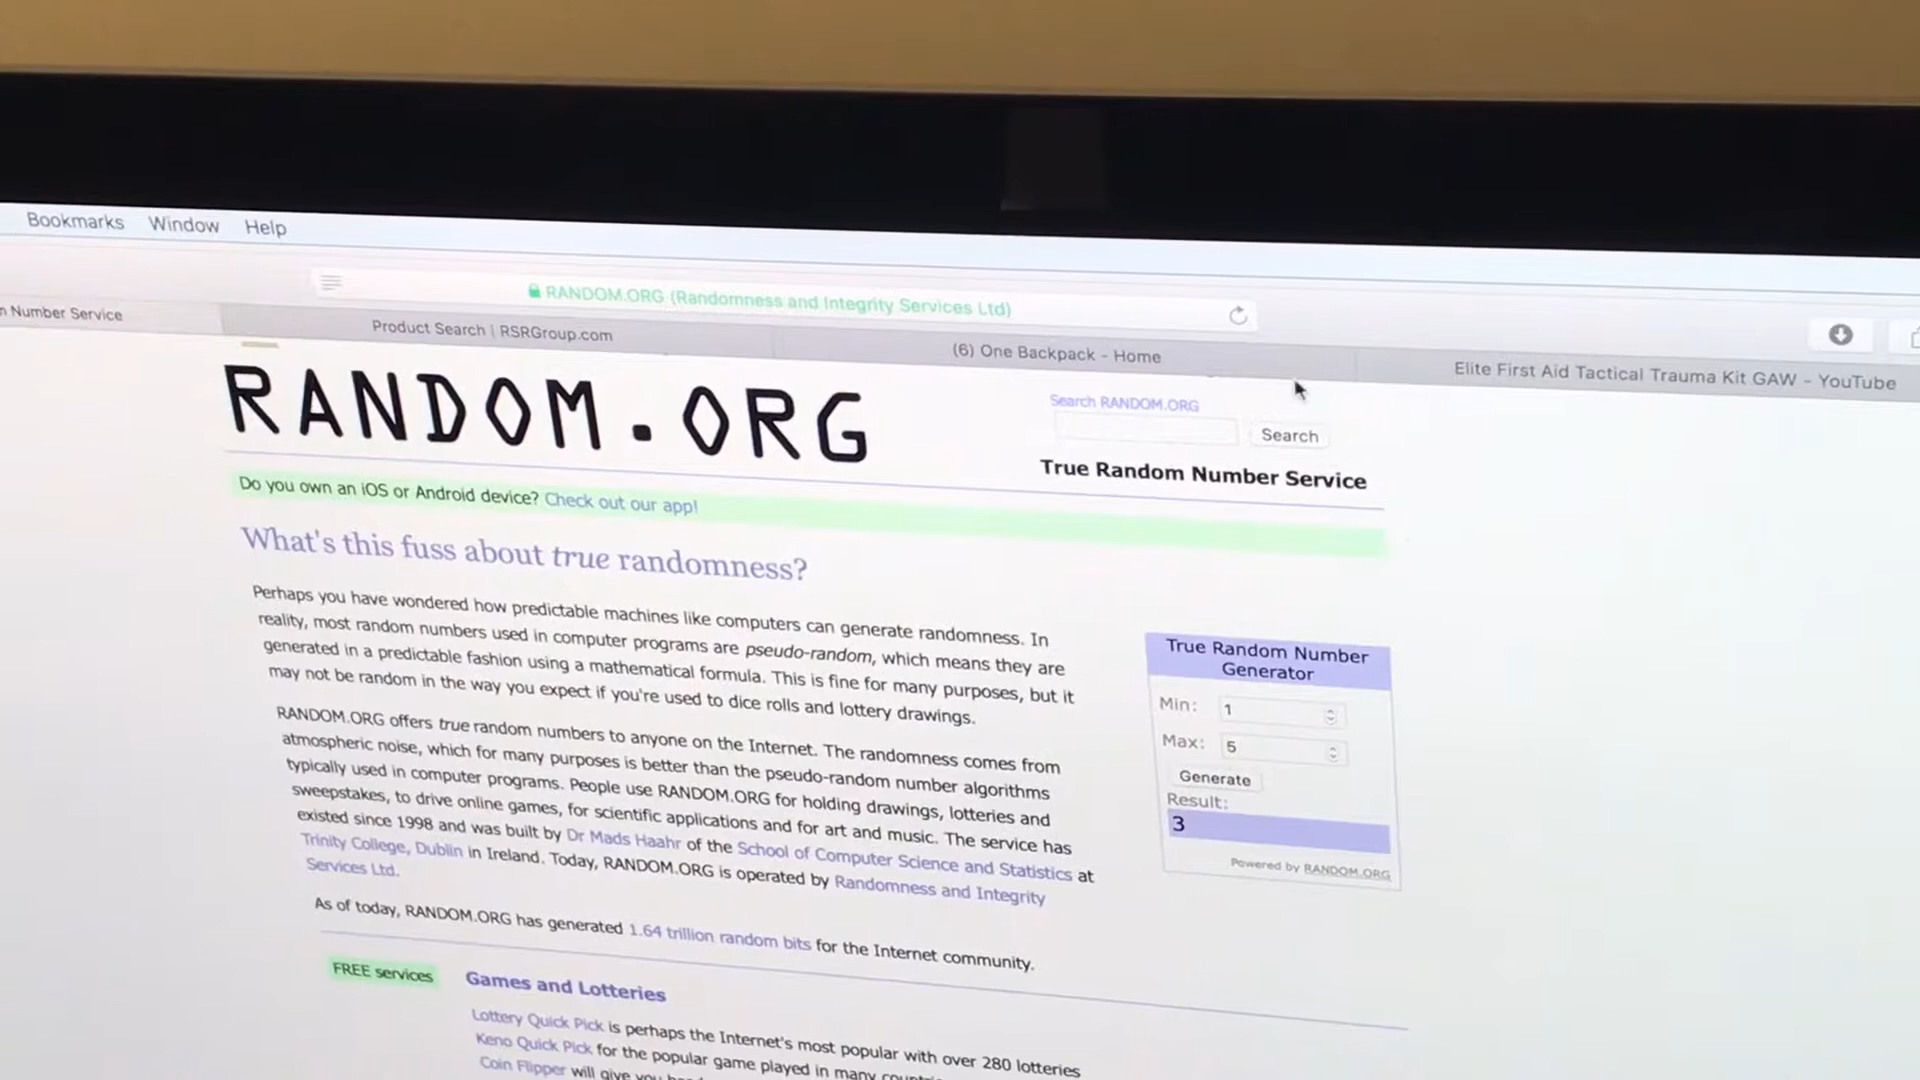 Bookmarks Window Help
RANDOM.ORG (Randomness and Integrity Services Ltd)
Number Service
Product Search | RSRGroup.com
(6) One Backpack - Home
Elite First Aid Tactical Trauma Kit GAW - YouTube
RANDOM.ORG
Search RANDOM.ORG
Search
True Random Number Service
Do you own an iOS or Android device? Check out our app!
What's this fuss about true randomness?
Perhaps you have wondered how predictable machines like computers can generate randomness. In
reality, most random numbers used in computer programs are pseudo-random, which means they are
generated in a predictable fashion using a mathematical formula. This is fine for many purposes, but it
may not be random in the way you expect if you're used to dice rolls and lottery drawings.
RANDOM.ORG offers true random numbers to anyone on the Internet. The randomness comes from
atmospheric noise, which for many purposes is better than the pseudo-random number algorithms
typically used in computer programs. People use RANDOM.ORG for holding drawings, lotteries and
sweepstakes, to drive online games, for scientific applications and for art and music. The service has
existed since 1998 and was built by Dr Mads Haahr of the School of Computer Science and Statistics at
Trinity College, Dublin in Ireland. Today, RANDOM.ORG is operated by Randomness and Integrity
Services Ltd.
As of today, RANDOM.ORG has generated 1.64 trillion random bits for the Internet community.
True Random Number
Generator
Min: 1
Max: 5
Generate
Result:
3
Powered by RANDOM.ORG
FREE services
Games and Lotteries
Lottery Quick Pick is perhaps the Internet's most popular with over 280 lotteries
Keno Quick Pick for the popular game played in many
Coin Flipper will give you